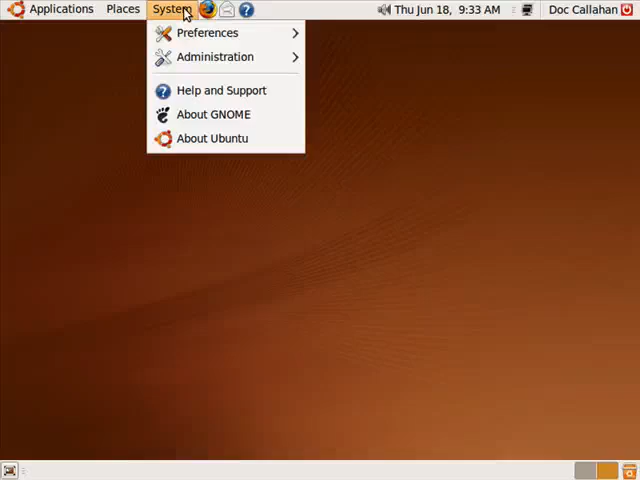 Applications Places System Thu Jun 18, 9:33 AM Doc Callahan
Preferences
Administration
Help and Support
About GNOME
About Ubuntu